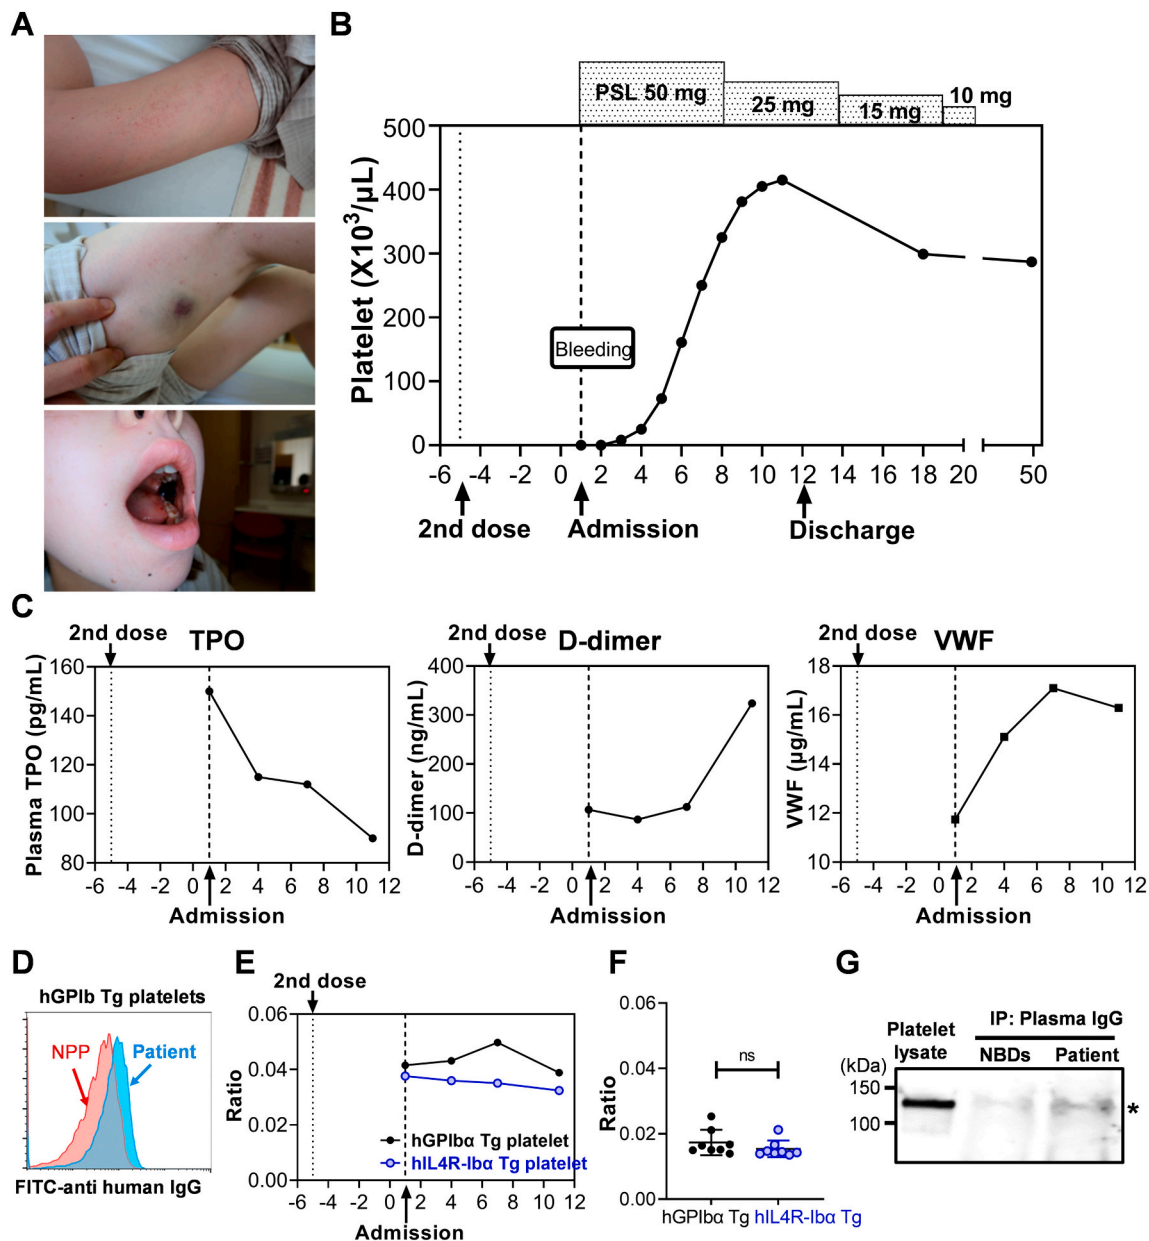 A
B
PSL 50 mg
25 mg
15 mg
10 mg
Platelet (X10³/μL)
500
400
300
200
100
0
Bleeding
-6 -4 -2 0 2 4 6 8 10 12 14 16 18 20 50
2nd dose
Admission
Discharge
C
2nd dose
TPO
Plasma TPO (pg/mL)
160
140
120
100
80
-6 -4 -2 0 2 4 6 8 10 12
Admission
2nd dose
D-dimer
D-dimer (ng/mL)
400
300
200
100
0
-6 -4 -2 0 2 4 6 8 10 12
Admission
2nd dose
VWF
VWF (μg/mL)
18
16
14
12
10
-6 -4 -2 0 2 4 6 8 10 12
Admission
D
hGPIb Tg platelets
NPP
Patient
FITC-anti human IgG
E
2nd dose
Ratio
0.06
0.04
0.02
0.00
hGPIbα Tg platelet
hIL4R-Ibα Tg platelet
-6 -4 -2 0 2 4 6 8 10 12
Admission
F
Ratio
0.06
0.04
0.02
0.00
ns
hGPIbα Tg
hIL4R-Ibα Tg
G
Platelet
lysate
IP: Plasma IgG
NBDs
Patient
(kDa)
150
100
*